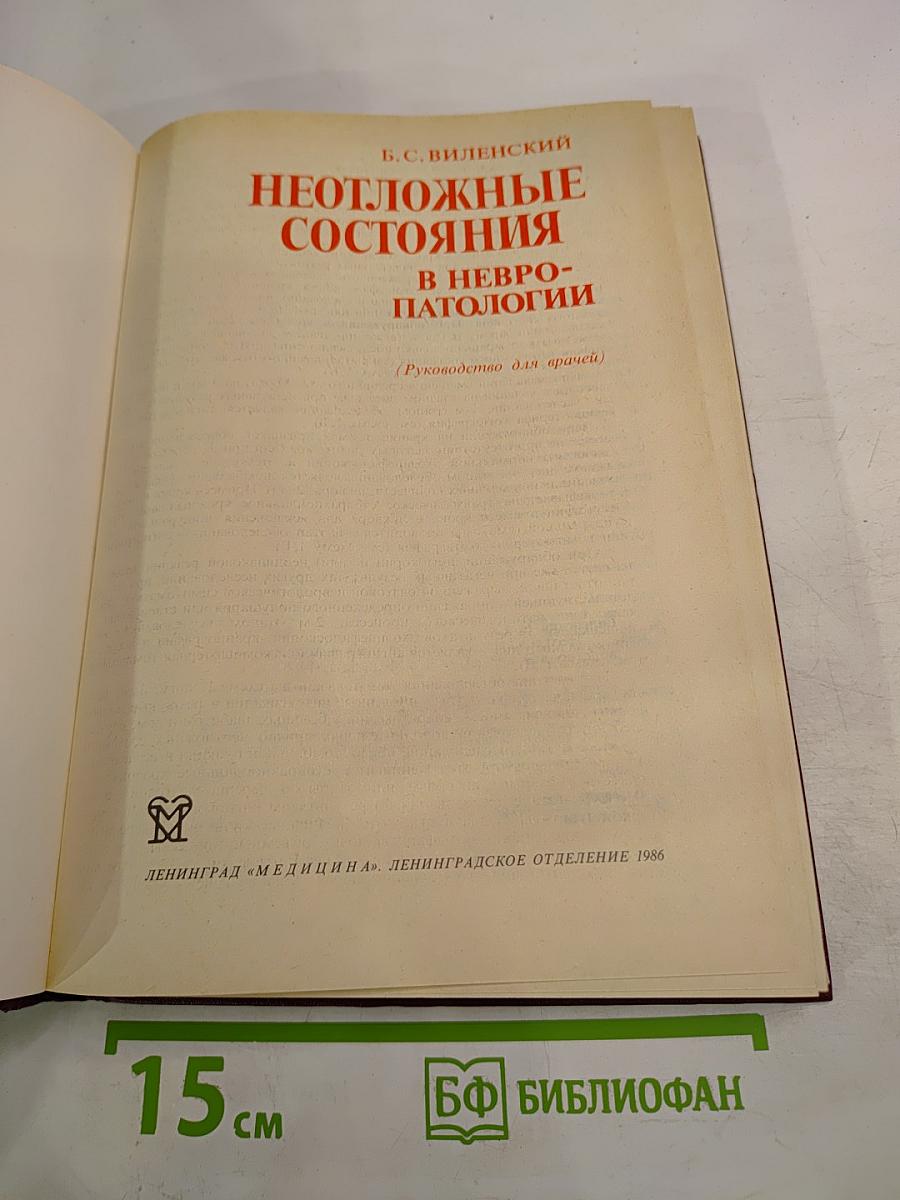 Б. С. ВИЛЕНСКИЙ
НЕОТЛОЖНЫЕ
СОСТОЯНИЯ
В НЕВРО-
ПАТОЛОГИИ
(Руководство для врачей)
ЛЕНИНГРАД «МЕДИЦИНА». ЛЕНИНГРАДСКОЕ ОТДЕЛЕНИЕ 1986
15 см
БФ БИБЛИОФАН